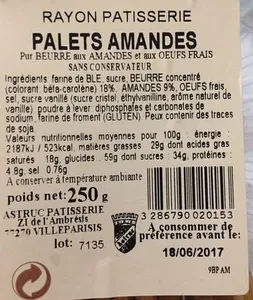 RAYON PATISSERIE
PALETS AMANDES
Pur BEURRE aux AMANDES et aux OEUFS FRAIS
SANS CONSERVATEUR
Ingrédients: farine de BLE, sucre, BEURRE concentré
(colorant béta-carotène) 18%, AMANDES 9%, OEUFS frais,
sel, sucre vanillé (sucre cristal, éthylvanilline, arôme naturel de
vanille) poudre à lever: diphosphates et carbonates de
sodium, farine de froment (GLUTEN) Peut contenir des traces
de soja.
Valeurs nutritionnelles moyennes pour 100g énergie :
2187kJ / 523kcal, matières grasses : 29g dont acides gras
saturés : 18g, glucides : 59g dont sucres : 34g, protéines :
4.8g, sel 0.76g
A conserver à température ambiante
poids net: 250 g
ASTRUC PATISSERIE
ZI de l'Ambrésis
77270 VILLEPARISIS
lot: 7135
3 286790 020153
A consommer de
préférence avant le:
18/06/2017
9BP AM